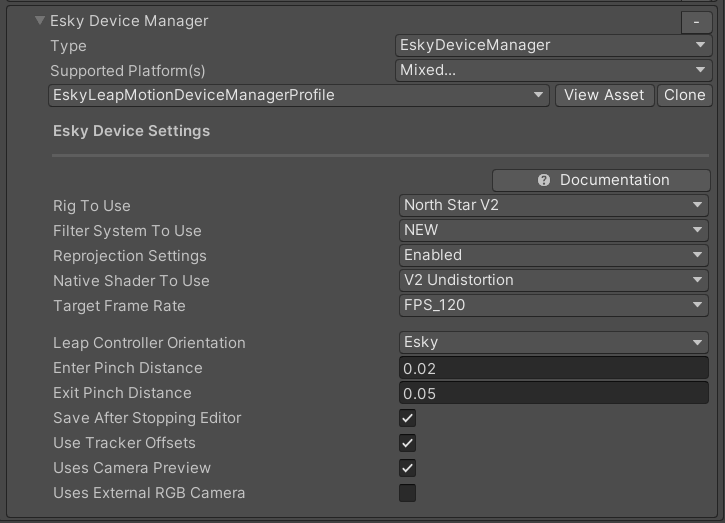 Esky Device Manager -
Type EskyDeviceManager
Supported Platform(s) Mixed...
EskyLeapMotionDeviceManagerProfile View Asset Clone
Esky Device Settings
? Documentation
Rig To Use North Star V2
Filter System To Use NEW
Reprojection Settings Enabled
Native Shader To Use V2 Undistortion
Target Frame Rate FPS_120
Leap Controller Orientation Esky
Enter Pinch Distance 0.02
Exit Pinch Distance 0.05
Save After Stopping Editor
Use Tracker Offsets
Uses Camera Preview
Uses External RGB Camera